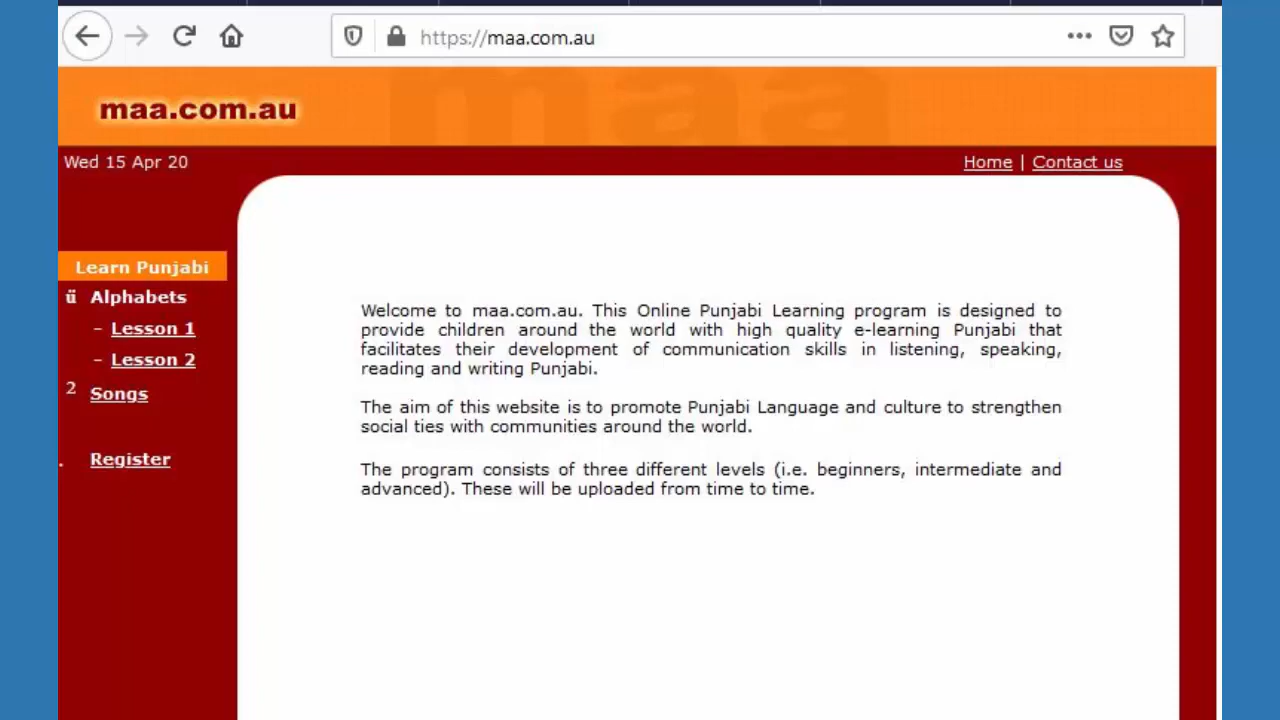 https://maa.com.au
maa
maa.com.au
Wed 15 Apr 20
Home | Contact us
Learn Punjabi
ü Alphabets
– Lesson 1
– Lesson 2
2 Songs
. Register
Welcome to maa.com.au. This Online Punjabi Learning program is designed to
provide children around the world with high quality e-learning Punjabi that
facilitates their development of communication skills in listening, speaking,
reading and writing Punjabi.
The aim of this website is to promote Punjabi Language and culture to strengthen
social ties with communities around the world.
The program consists of three different levels (i.e. beginners, intermediate and
advanced). These will be uploaded from time to time.